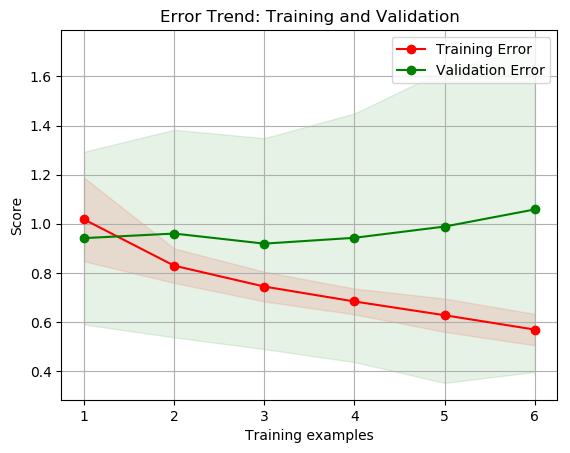 Error Trend: Training and Validation
Training Error
Validation Error
Score
1.6
1.4
1.2
1.0
0.8
0.6
0.4
1 2 3 4 5 6
Training examples